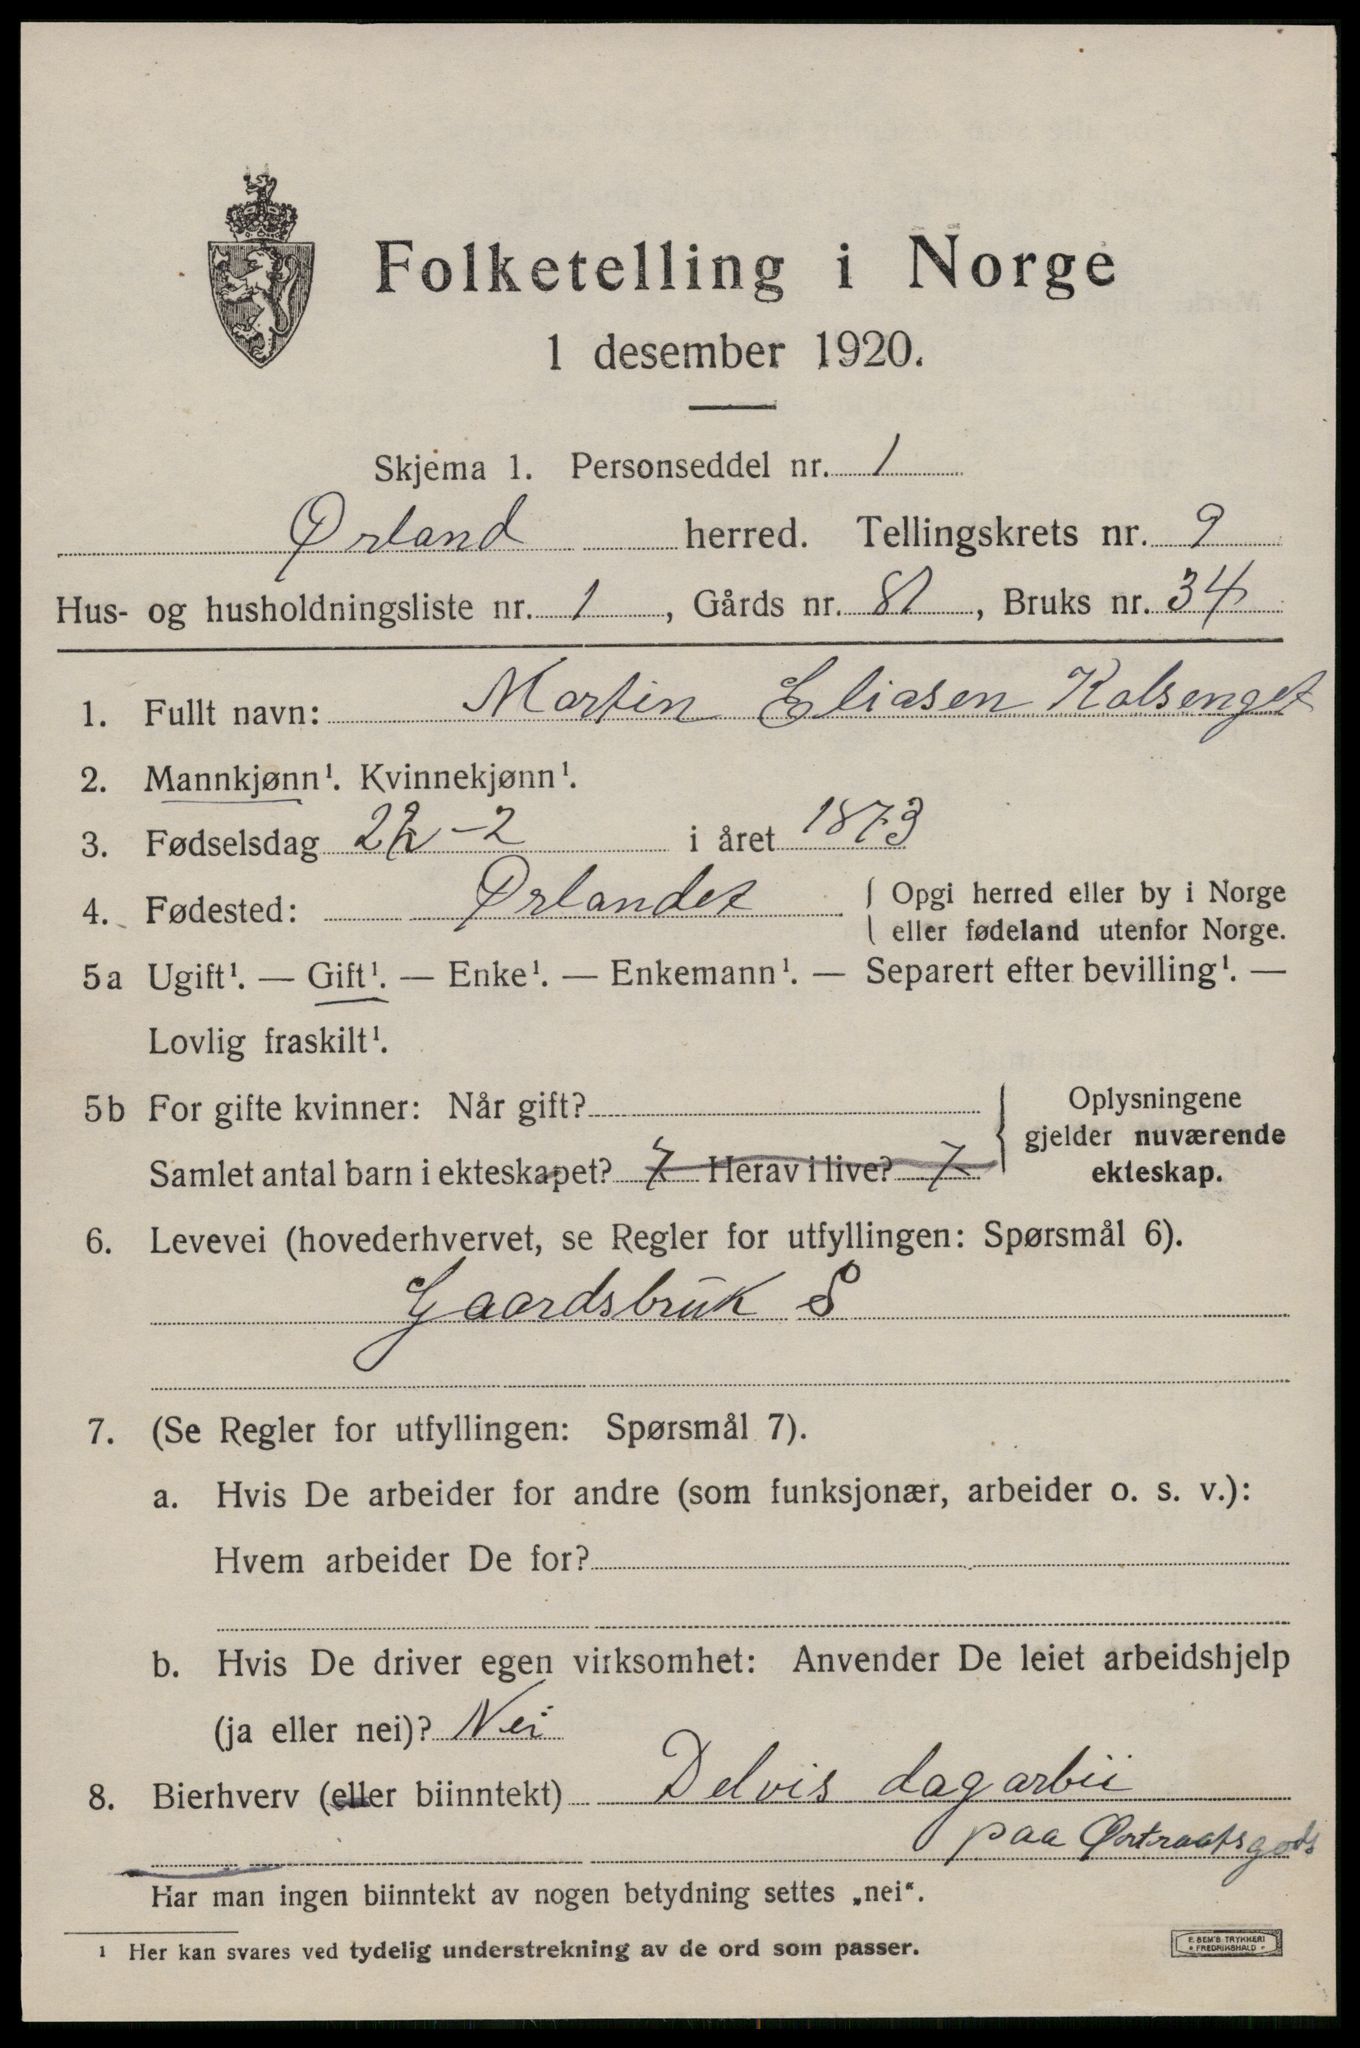 Folketelling i Norge
1 desember 1920.
Skjema 1. Personseddel nr. 1
Ørland herred. Tellingskrets nr. 9
Hus- og husholdningsliste nr. 1, Gårds nr. 81, Bruks nr. 34
1. Fullt navn: Martin Eliasen Kalsenget
2. Mannkjønn¹. Kvinnekjønn¹.
3. Fødselsdag 22-2 i året 1873
4. Fødested: Ørlandet { Opgi herred eller by i Norge
eller fødeland utenfor Norge.
5a Ugift¹. — Gift¹. — Enke¹. — Enkemann¹. — Separert efter bevilling¹. —
Lovlig fraskilt¹.
5b For gifte kvinner: Når gift?
Samlet antal barn i ekteskapet? 7 Herav i live? 7
} Oplysningene
gjelder nuværende
ekteskap.
6. Levevei (hovederhvervet, se Regler for utfyllingen: Spørsmål 6).
Gaardsbruk S
7. (Se Regler for utfyllingen: Spørsmål 7).
a. Hvis De arbeider for andre (som funksjonær, arbeider o. s. v.):
Hvem arbeider De for?
b. Hvis De driver egen virksomhet: Anvender De leiet arbeidshjelp
(ja eller nei)? Nei
8. Bierhverv (eller biinntekt) Delvis dagarbii
paa Østraatsgods
Har man ingen biinntekt av nogen betydning settes „nei“.
¹ Her kan svares ved tydelig understrekning av de ord som passer.
E. SEM'S TRYKKERI
FREDRIKSHALD